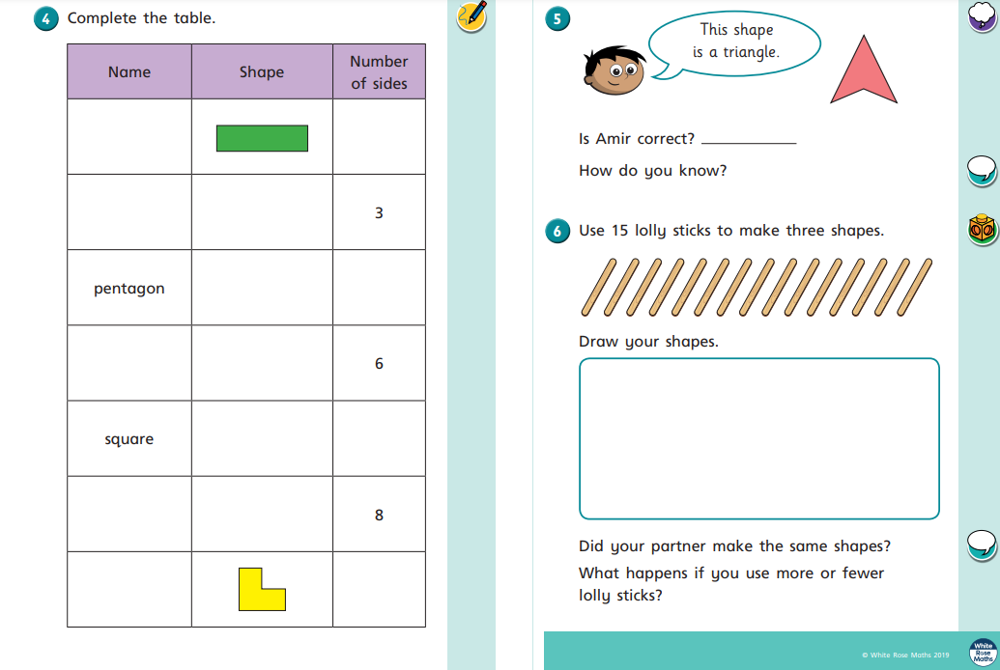 4 Complete the table.
Name Shape Number of sides
3
pentagon
6
square
8
5
This shape
is a triangle.
Is Amir correct?
How do you know?
6 Use 15 lolly sticks to make three shapes.
Draw your shapes.
Did your partner make the same shapes?
What happens if you use more or fewer
lolly sticks?
© White Rose Maths 2019
White
Rose
Maths